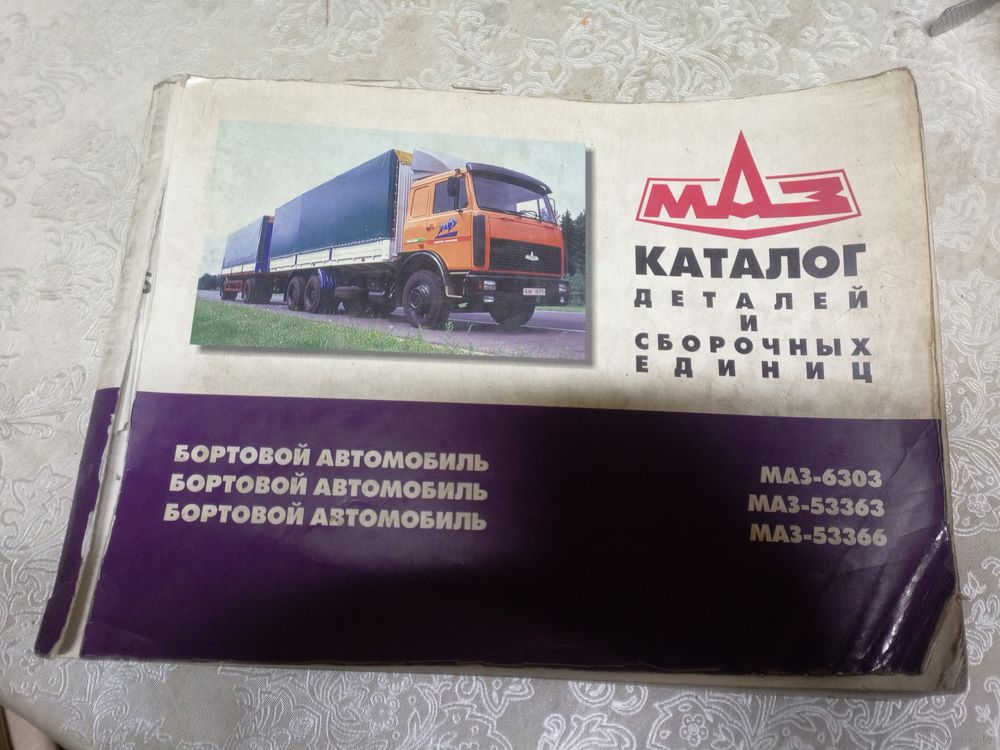 МАЗ
КАТАЛОГ
ДЕТАЛЕЙ
И
СБОРОЧНЫХ
ЕДИНИЦ
БОРТОВОЙ АВТОМОБИЛЬ МАЗ-6303
БОРТОВОЙ АВТОМОБИЛЬ МАЗ-53363
БОРТОВОЙ АВТОМОБИЛЬ МАЗ-53366